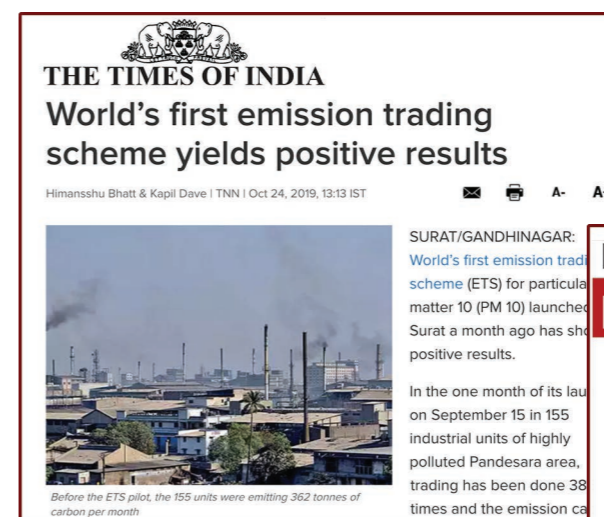 THE TIMES OF INDIA
World's first emission trading
scheme yields positive results
Himansshu Bhatt & Kapil Dave | TNN | Oct 24, 2019, 13:13 IST
A- A
SURAT/GANDHINAGAR:
World's first emission tradi
scheme (ETS) for particula
matter 10 (PM 10) launched
Surat a month ago has sho
positive results.
In the one month of its lau
on September 15 in 155
industrial units of highly
polluted Pandesara area,
trading has been done 38
times and the emission ca
Before the ETS pilot, the 155 units were emitting 362 tonnes of
carbon per month